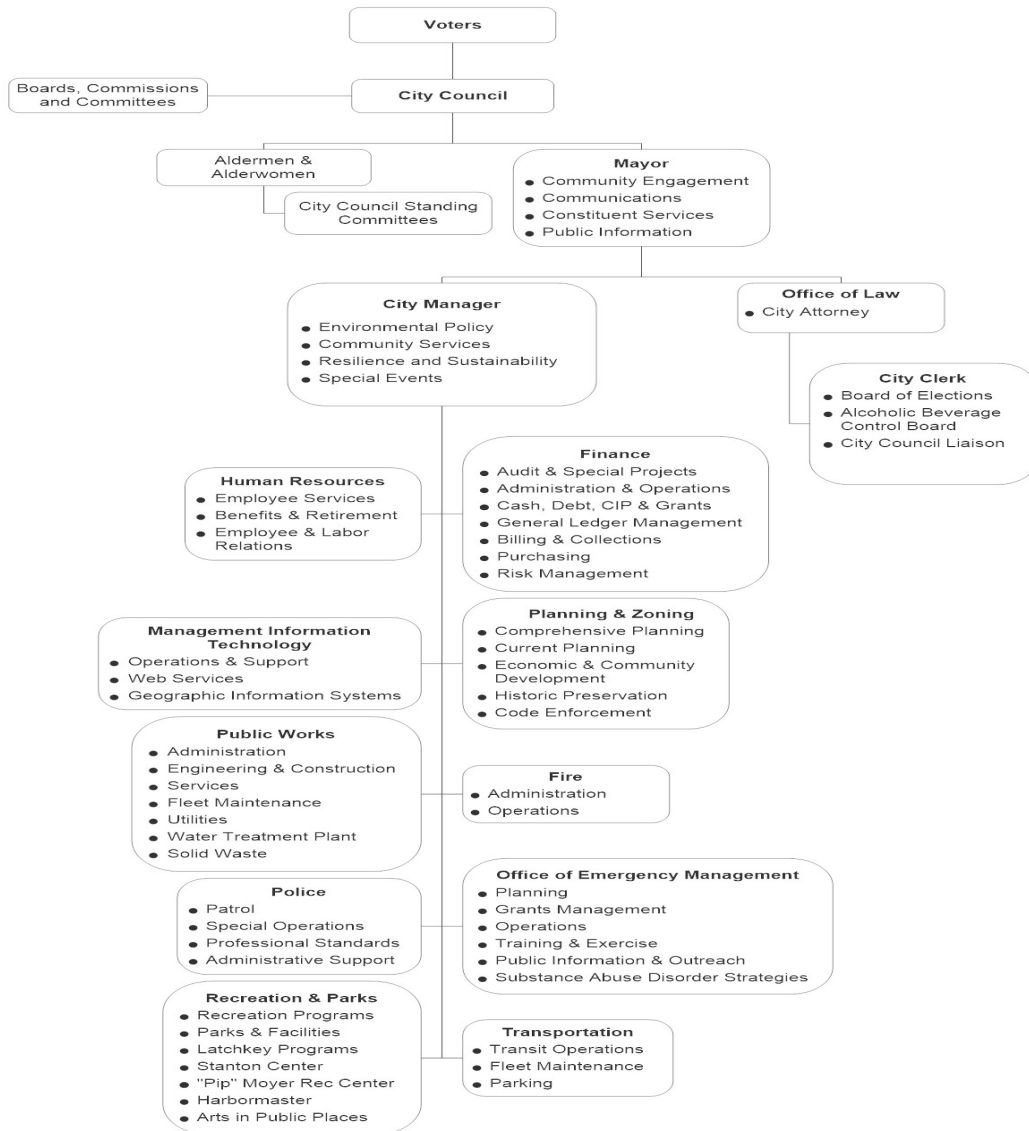 Voters
Boards, Commissions
and Committees
City Council
Aldermen &
Alderwomen
City Council Standing
Committees
Mayor
● Community Engagement
● Communications
● Constituent Services
● Public Information
City Manager
● Environmental Policy
● Community Services
● Resilience and Sustainability
● Special Events
Office of Law
● City Attorney
City Clerk
● Board of Elections
● Alcoholic Beverage
Control Board
● City Council Liaison
Human Resources
● Employee Services
● Benefits & Retirement
● Employee & Labor
Relations
Finance
● Audit & Special Projects
● Administration & Operations
● Cash, Debt, CIP & Grants
● General Ledger Management
● Billing & Collections
● Purchasing
● Risk Management
Management Information
Technology
● Operations & Support
● Web Services
● Geographic Information Systems
Planning & Zoning
● Comprehensive Planning
● Current Planning
● Economic & Community
Development
● Historic Preservation
● Code Enforcement
Public Works
● Administration
● Engineering & Construction
● Services
● Fleet Maintenance
● Utilities
● Water Treatment Plant
● Solid Waste
Fire
● Administration
● Operations
Police
● Patrol
● Special Operations
● Professional Standards
● Administrative Support
Office of Emergency Management
● Planning
● Grants Management
● Operations
● Training & Exercise
● Public Information & Outreach
● Substance Abuse Disorder Strategies
Recreation & Parks
● Recreation Programs
● Parks & Facilities
● Latchkey Programs
● Stanton Center
● "Pip" Moyer Rec Center
● Harbormaster
● Arts in Public Places
Transportation
● Transit Operations
● Fleet Maintenance
● Parking